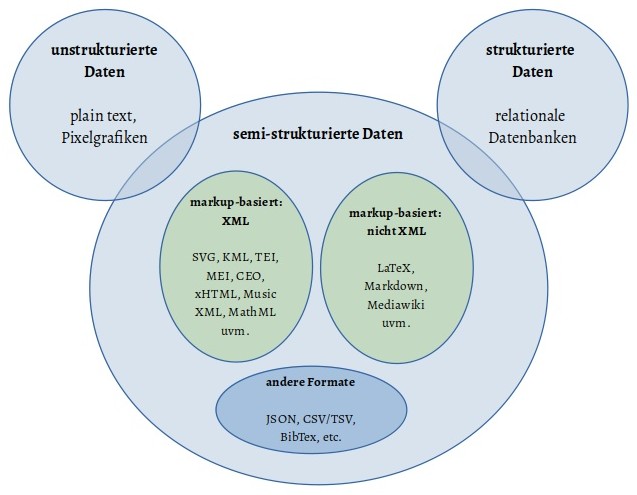 unstrukturierte
Daten
plain text,
Pixelgrafiken
strukturierte
Daten
relationale
Datenbanken
semi-strukturierte Daten
markup-basiert:
XML
SVG, KML, TEI,
MEI, CEO,
xHTML, Music
XML, MathML
uvm.
markup-basiert:
nicht XML
LaTeX,
Markdown,
Mediawiki
uvm.
andere Formate
JSON, CSV/TSV,
BibTex, etc.